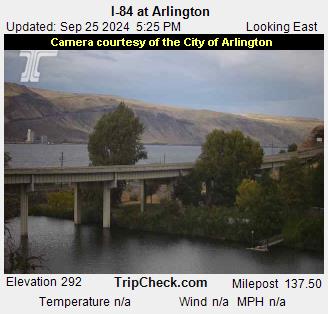 I-84 at Arlington
Updated: Sep 25 2024 5:25 PM Looking East
Camera courtesy of the City of Arlington
Elevation 292 TripCheck.com Milepost 137.50
Temperature n/a Wind n/a MPH n/a